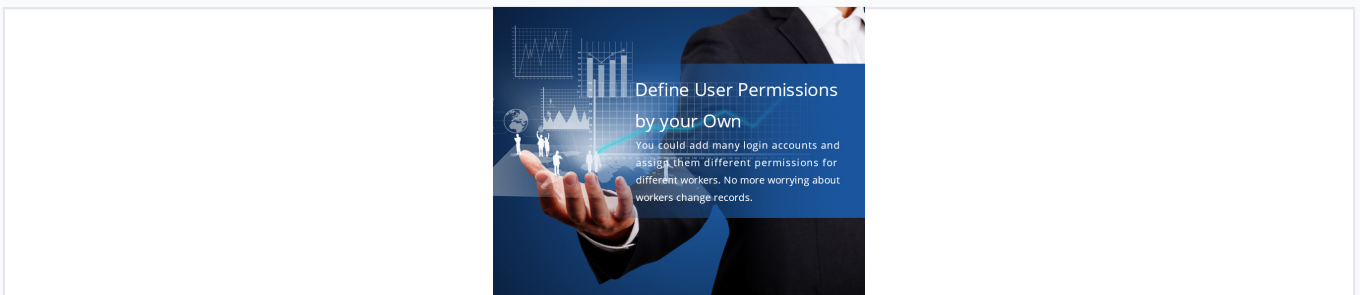 Define User Permissions
by your Own
You could add many login accounts and
assign them different permissions for
different workers. No more worrying about
workers change records.